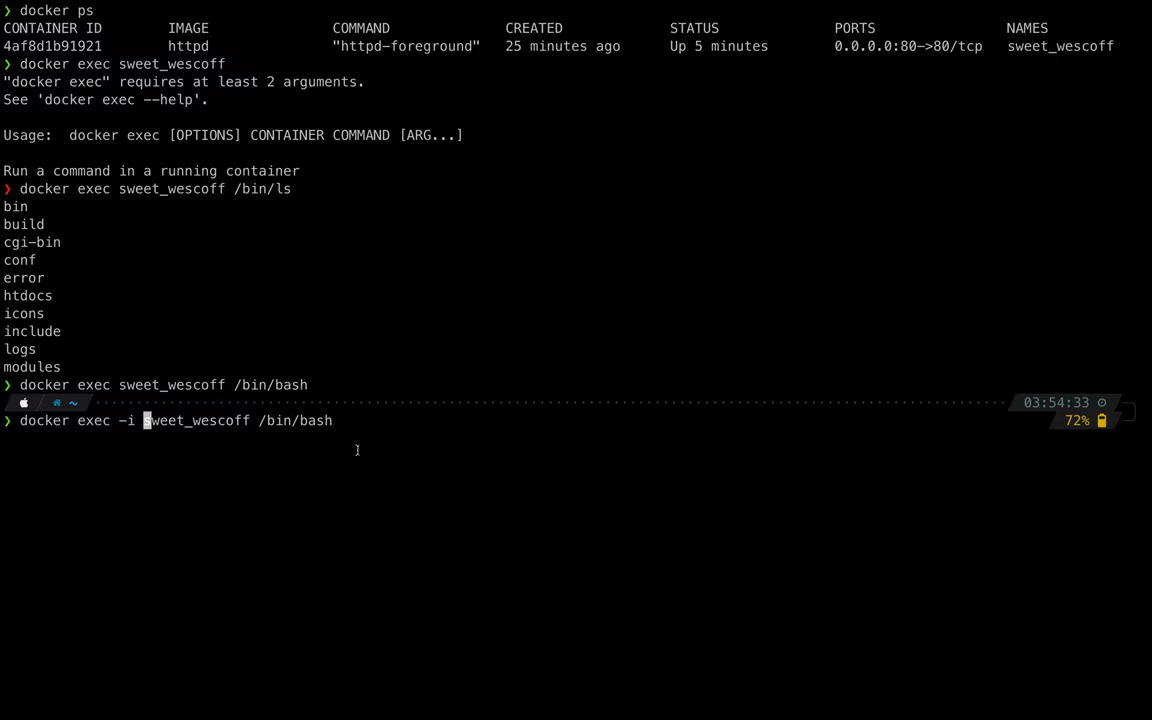 ❯ docker ps
CONTAINER ID IMAGE COMMAND CREATED STATUS PORTS NAMES
4af8d1b91921 httpd "httpd-foreground" 25 minutes ago Up 5 minutes 0.0.0.0:80->80/tcp sweet_wescoff
❯ docker exec sweet_wescoff
"docker exec" requires at least 2 arguments.
See 'docker exec --help'.
Usage: docker exec [OPTIONS] CONTAINER COMMAND [ARG...]
Run a command in a running container
❯ docker exec sweet_wescoff /bin/ls
bin
build
cgi-bin
conf
error
htdocs
icons
include
logs
modules
❯ docker exec sweet_wescoff /bin/bash
~ 03:54:33
❯ docker exec -i sweet_wescoff /bin/bash 72%